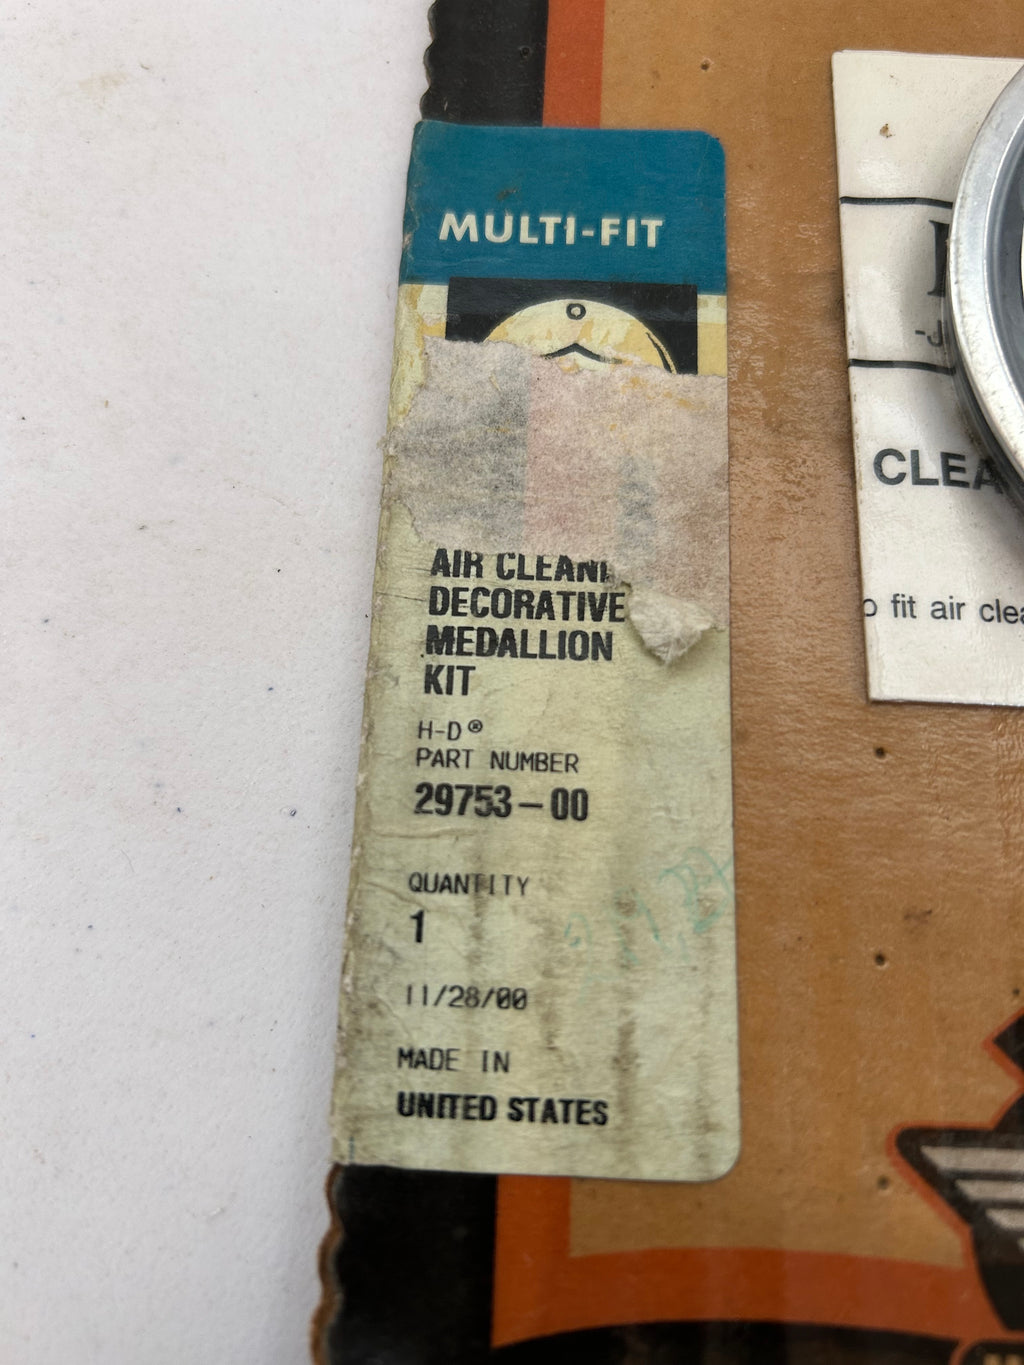 MULTI-FIT
AIR CLEANE
DECORATIVE
MEDALLION
KIT
H-D®
PART NUMBER
29753-00
QUANTITY
1
11/28/00
MADE IN
UNITED STATES
CLEA
fit air clea